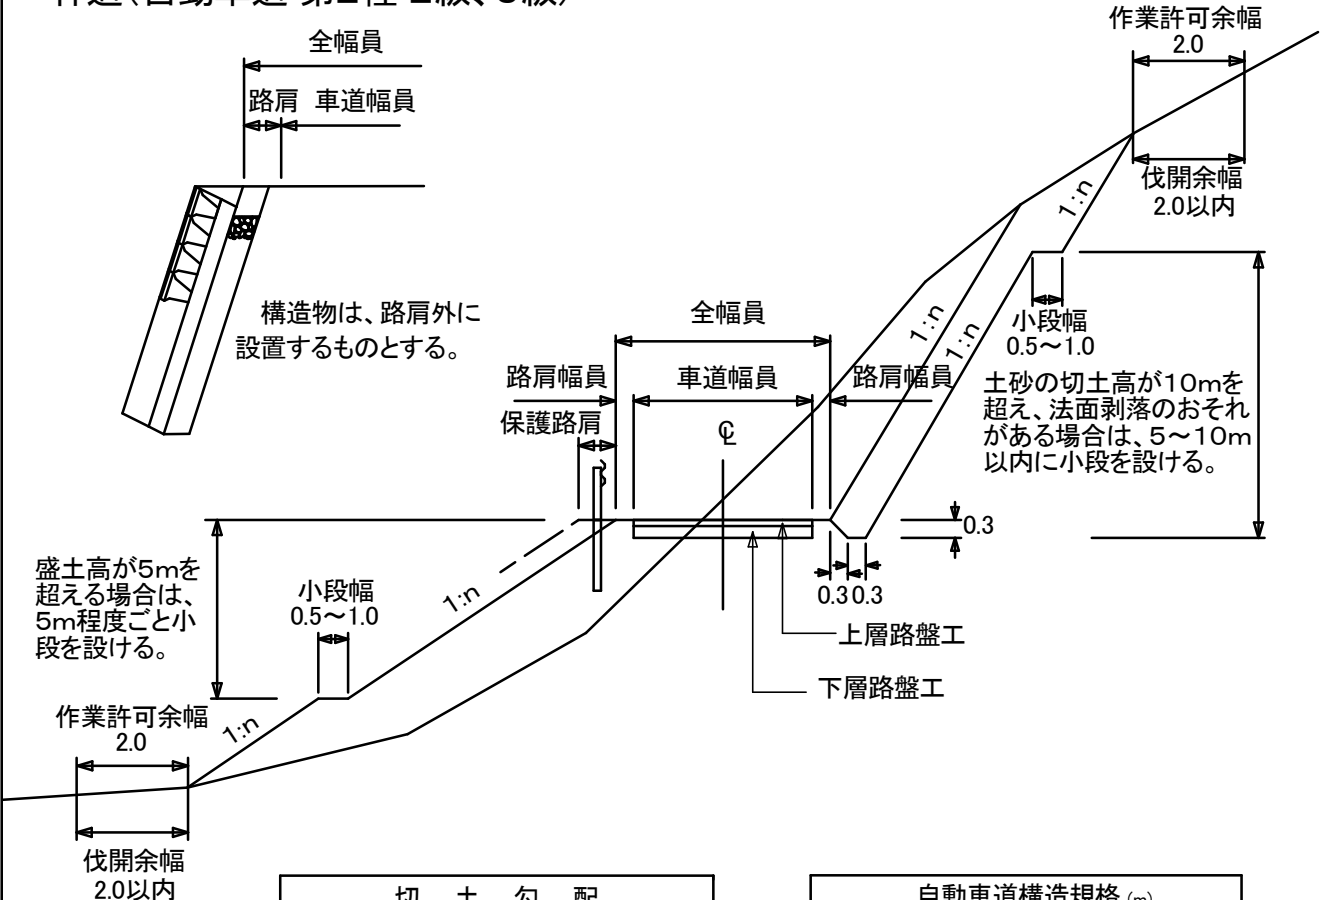 全幅員
路肩 車道幅員
構造物は、路肩外に
設置するものとする。
作業許可余幅
2.0
伐開余幅
2.0以内
1:n
小段幅
0.5～1.0
土砂の切土高が10mを
超え、法面剥落のおそれ
がある場合は、5～10m
以内に小段を設ける。
1:n
1:n
全幅員
路肩幅員
車道幅員
路肩幅員
保護路肩
℄
0.3
0.3 0.3
上層路盤工
下層路盤工
盛土高が5mを
超える場合は、
5m程度ごと小
段を設ける。
小段幅
0.5～1.0
1:n
1:n
作業許可余幅
2.0
伐開余幅
2.0以内
切土勾配
自動車道構造規格 (m)